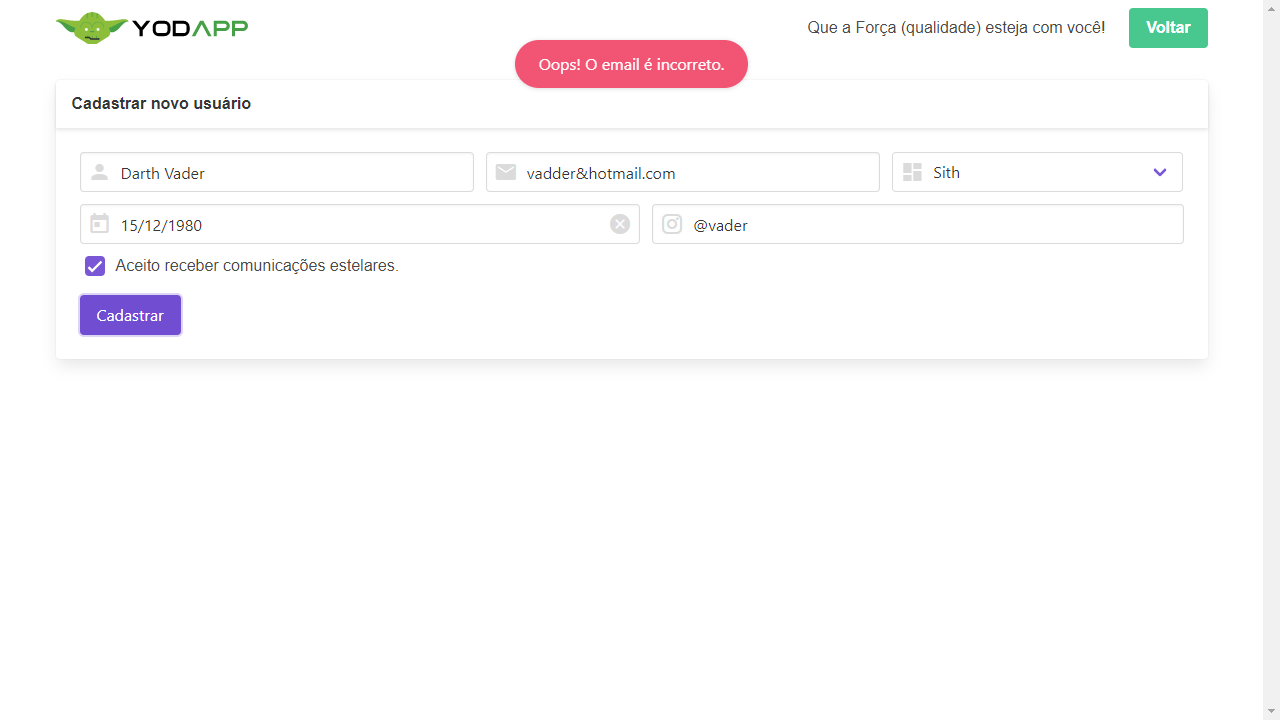 YODAPP
Que a Força (qualidade) esteja com você!
Voltar
Oops! O email é incorreto.
Cadastrar novo usuário
Darth Vader
vadder&hotmail.com
Sith
15/12/1980
@vader
Aceito receber comunicações estelares.
Cadastrar